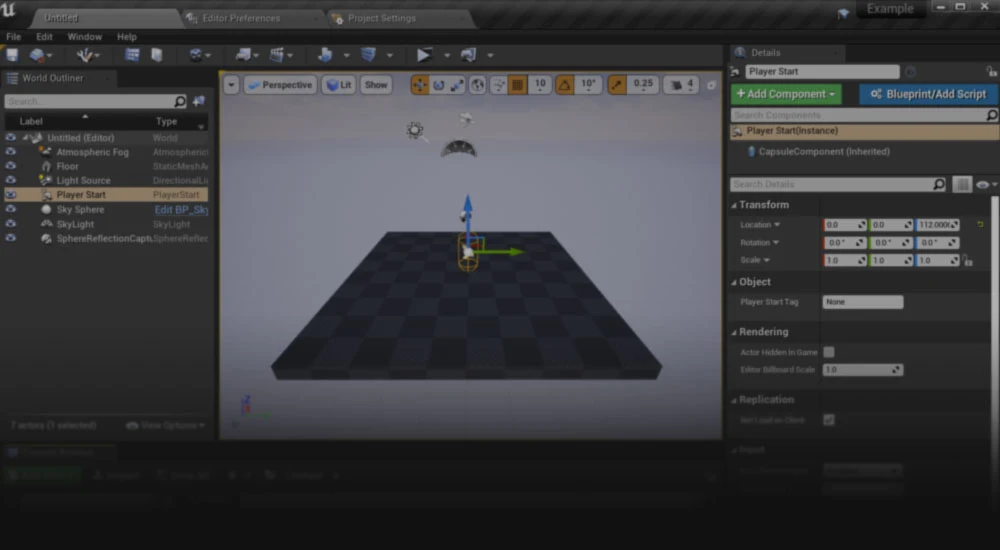 Untitled
Editor Preferences
Project Settings
Example
File Edit Window Help
World Outliner
Search...
Label Type
Untitled (Editor) World
Atmospheric Fog Atmospheric
Floor StaticMeshA
Light Source DirectionalLi
Player Start PlayerStart
Sky Sphere Edit BP_Sky
SkyLight SkyLight
SphereReflectionCapt SphereReflec
7 actors (1 selected) View Options
Perspective Lit Show 10 10° 0.25 4
Z
Details
Player Start
Add Component Blueprint/Add Script
Search Components
Player Start(Instance)
CapsuleComponent (Inherited)
Search Details
Transform
Location 0.0 0.0 112.000
Rotation 0.0° 0.0° 0.0°
Scale 1.0 1.0 1.0
Object
Player Start Tag None
Rendering
Actor Hidden In Game
Editor Billboard Scale 1.0
Replication
Net Load on Client
Input